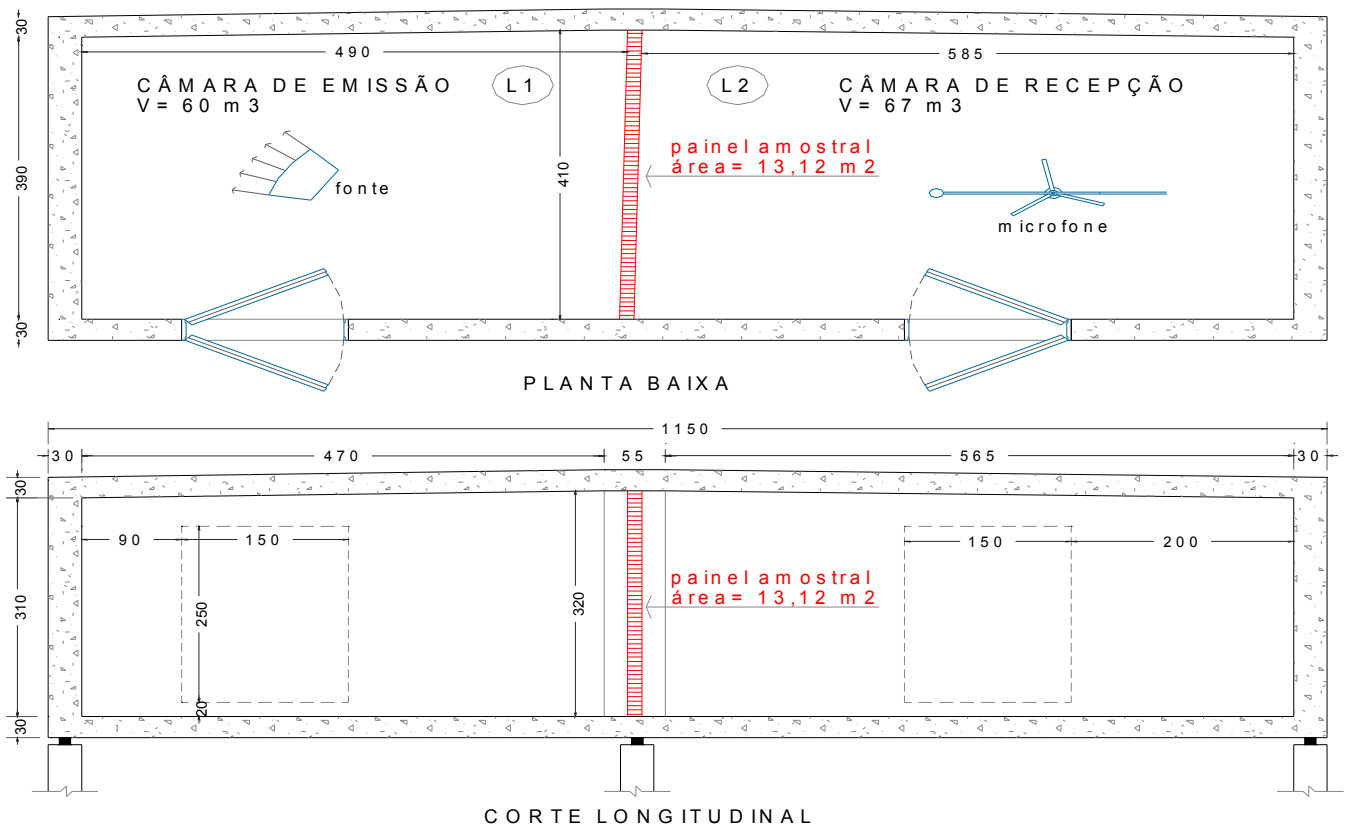 30
490
585
CÂMARA DE EMISSÃO
V= 60 m3
L1
L2
CÂMARA DE RECEPÇÃO
V= 67 m3
painel amostral
área= 13,12 m2
390
410
fonte
microfone
30
PLANTA BAIXA
1150
30
470
55
565
30
30
90
150
150
200
painel amostral
área= 13,12 m2
310
250
320
20
30
CORTE LONGITUDINAL